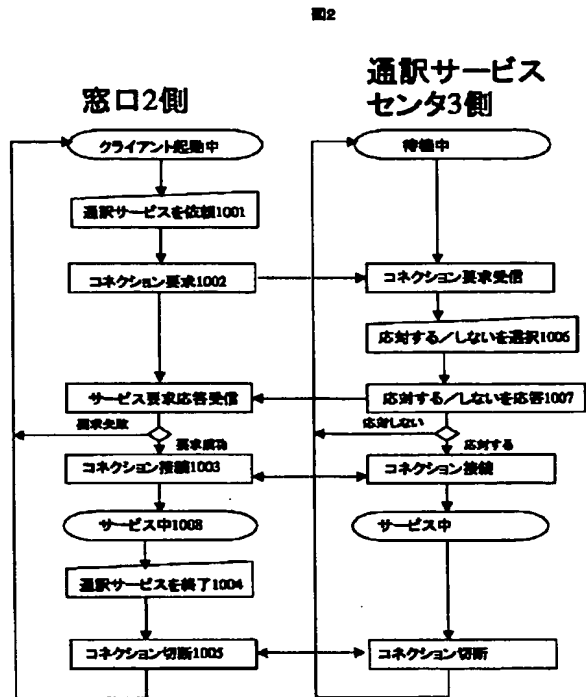 図2
窓口2側
通訳サービス
センタ3側
クライアント起動中
待機中
通訳サービスを依頼1001
コネクション要求1002
コネクション要求受信
応対する/しないを選択1006
サービス要求応答受信
応対する/しないを応答1007
要求失敗
要求成功
応対しない
応対する
コネクション接続1003
コネクション接続
サービス中1008
サービス中
通訳サービスを終了1004
コネクション切断1005
コネクション切断